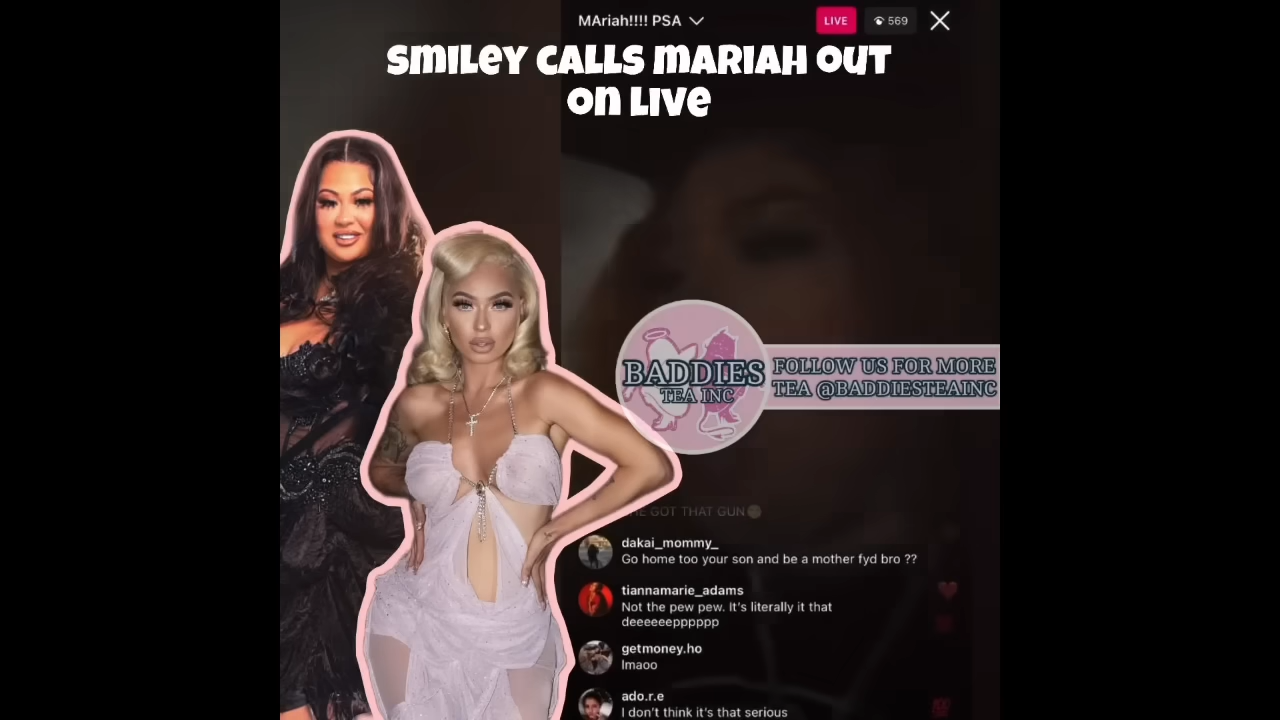 MAriah!!!! PSA
LIVE
569
SMILEY CALLS MARIAH OUT
ON LIVE
BADDIES
TEA INC
FOLLOW US FOR MORE
TEA @BADDIESTEAINC
GOT THAT GUN
dakai_mommy_
Go home too your son and be a mother fyd bro ??
tiannamarie_adams
Not the pew pew. It's literally it that
deeeeeepppppp
getmoney.ho
lmaoo
ado.r.e
I don't think it's that serious